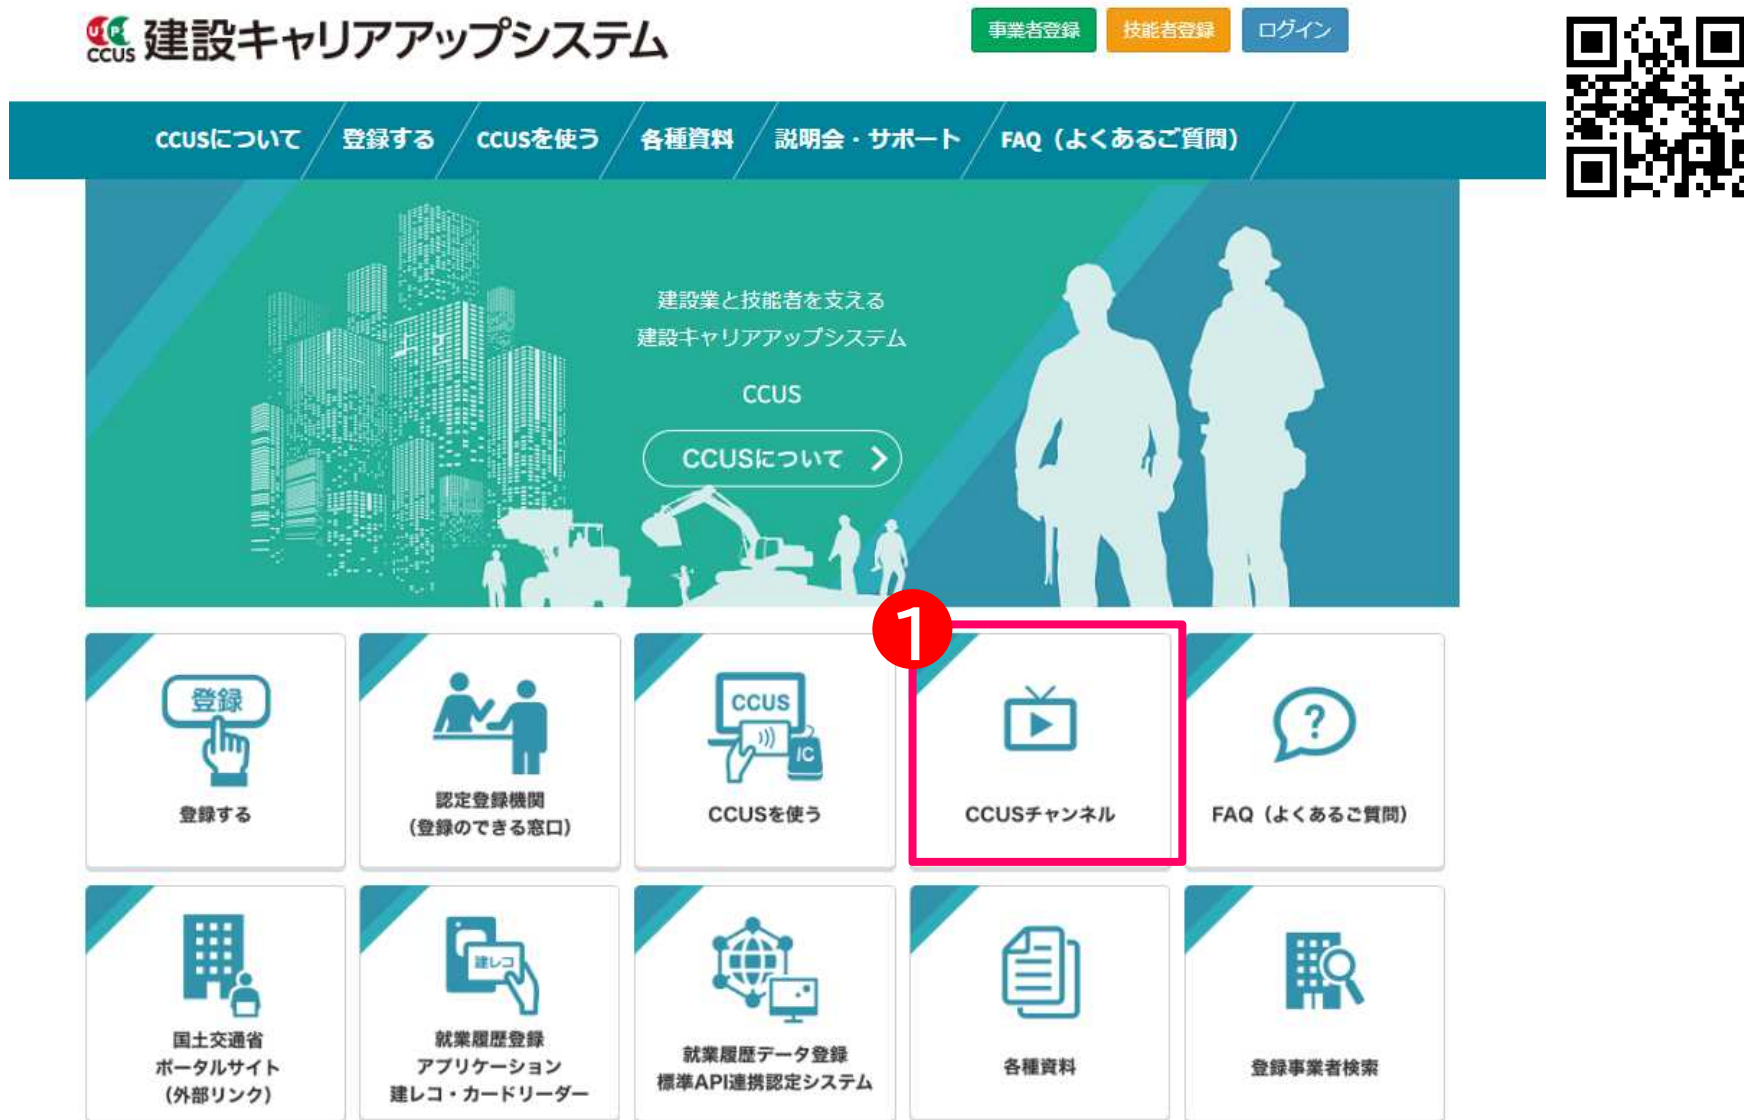 CCUS 建設キャリアアップシステム
事業者登録 技能者登録 ログイン
CCUSについて 登録する CCUSを使う 各種資料 説明会・サポート FAQ（よくあるご質問）
建設業と技能者を支える
建設キャリアアップシステム
CCUS
CCUSについて
1
登録
登録する
認定登録機関
（登録のできる窓口）
CCUS
IC
CCUSを使う
CCUSチャンネル
?
FAQ（よくあるご質問）
国土交通省
ポータルサイト
（外部リンク）
建レコ
就業履歴登録
アプリケーション
建レコ・カードリーダー
就業履歴データ登録
標準API連携認定システム
各種資料
登録事業者検索